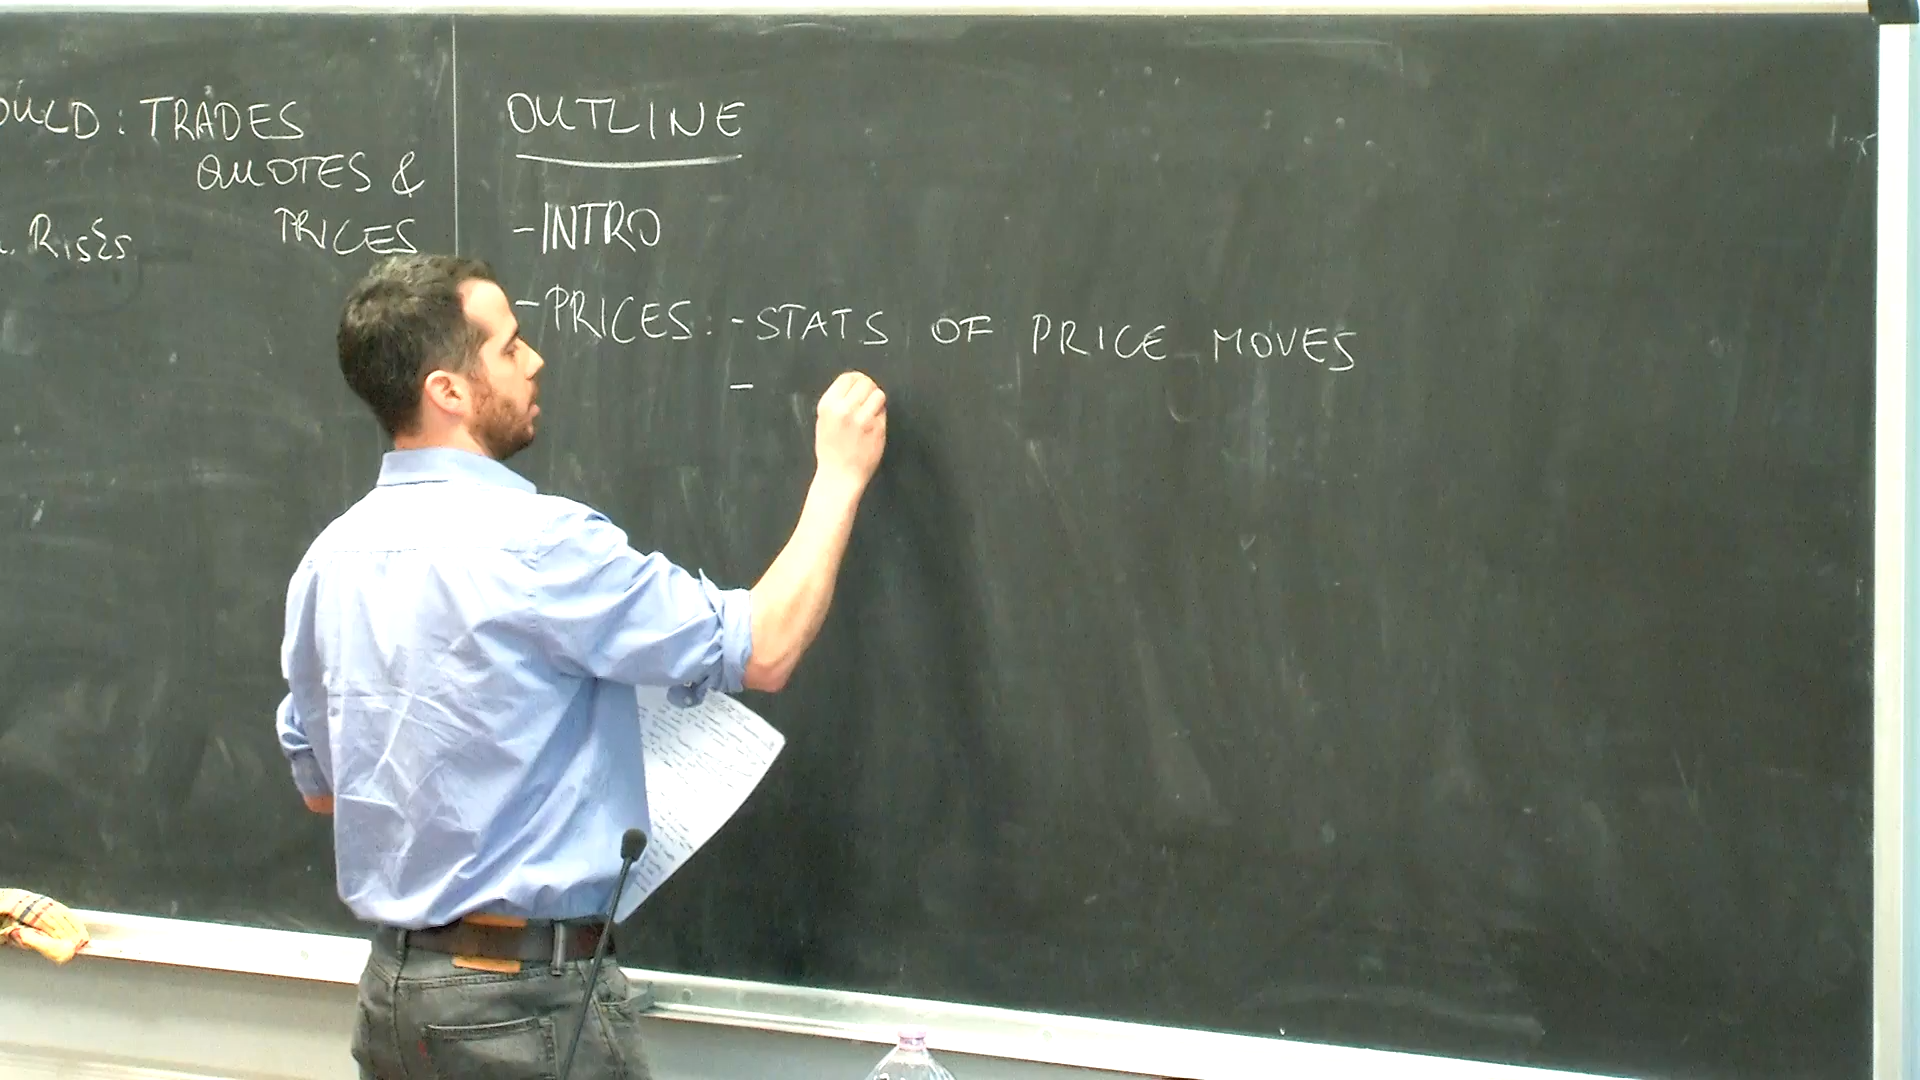 : TRADES
QUOTES &
PRICES
OUTLINE
- INTRO
- PRICES: - STATS OF PRICE MOVES
-